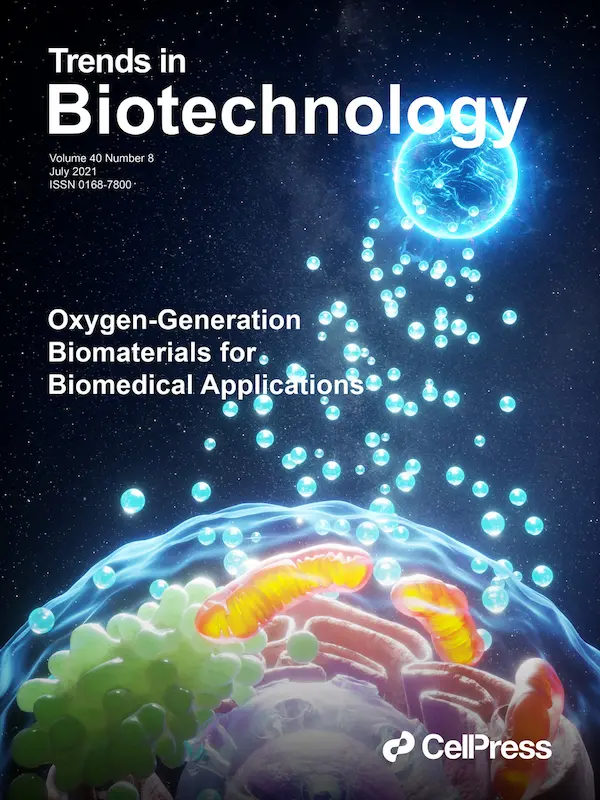 Trends in
Biotechnology
Volume 40 Number 8
July 2021
ISSN 0168-7800
Oxygen-Generation
Biomaterials for
Biomedical Applications
CellPress